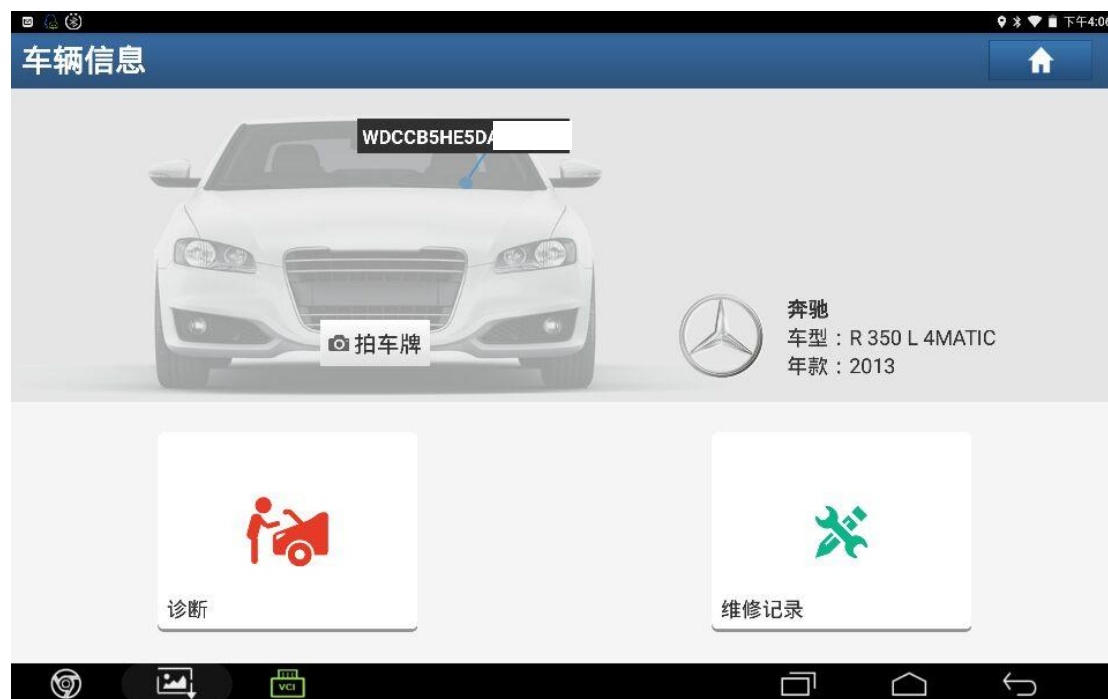 下午4:06
车辆信息
WDCCB5HE5DA
拍车牌
奔驰
车型：R 350 L 4MATIC
年款：2013
诊断
维修记录
VCI